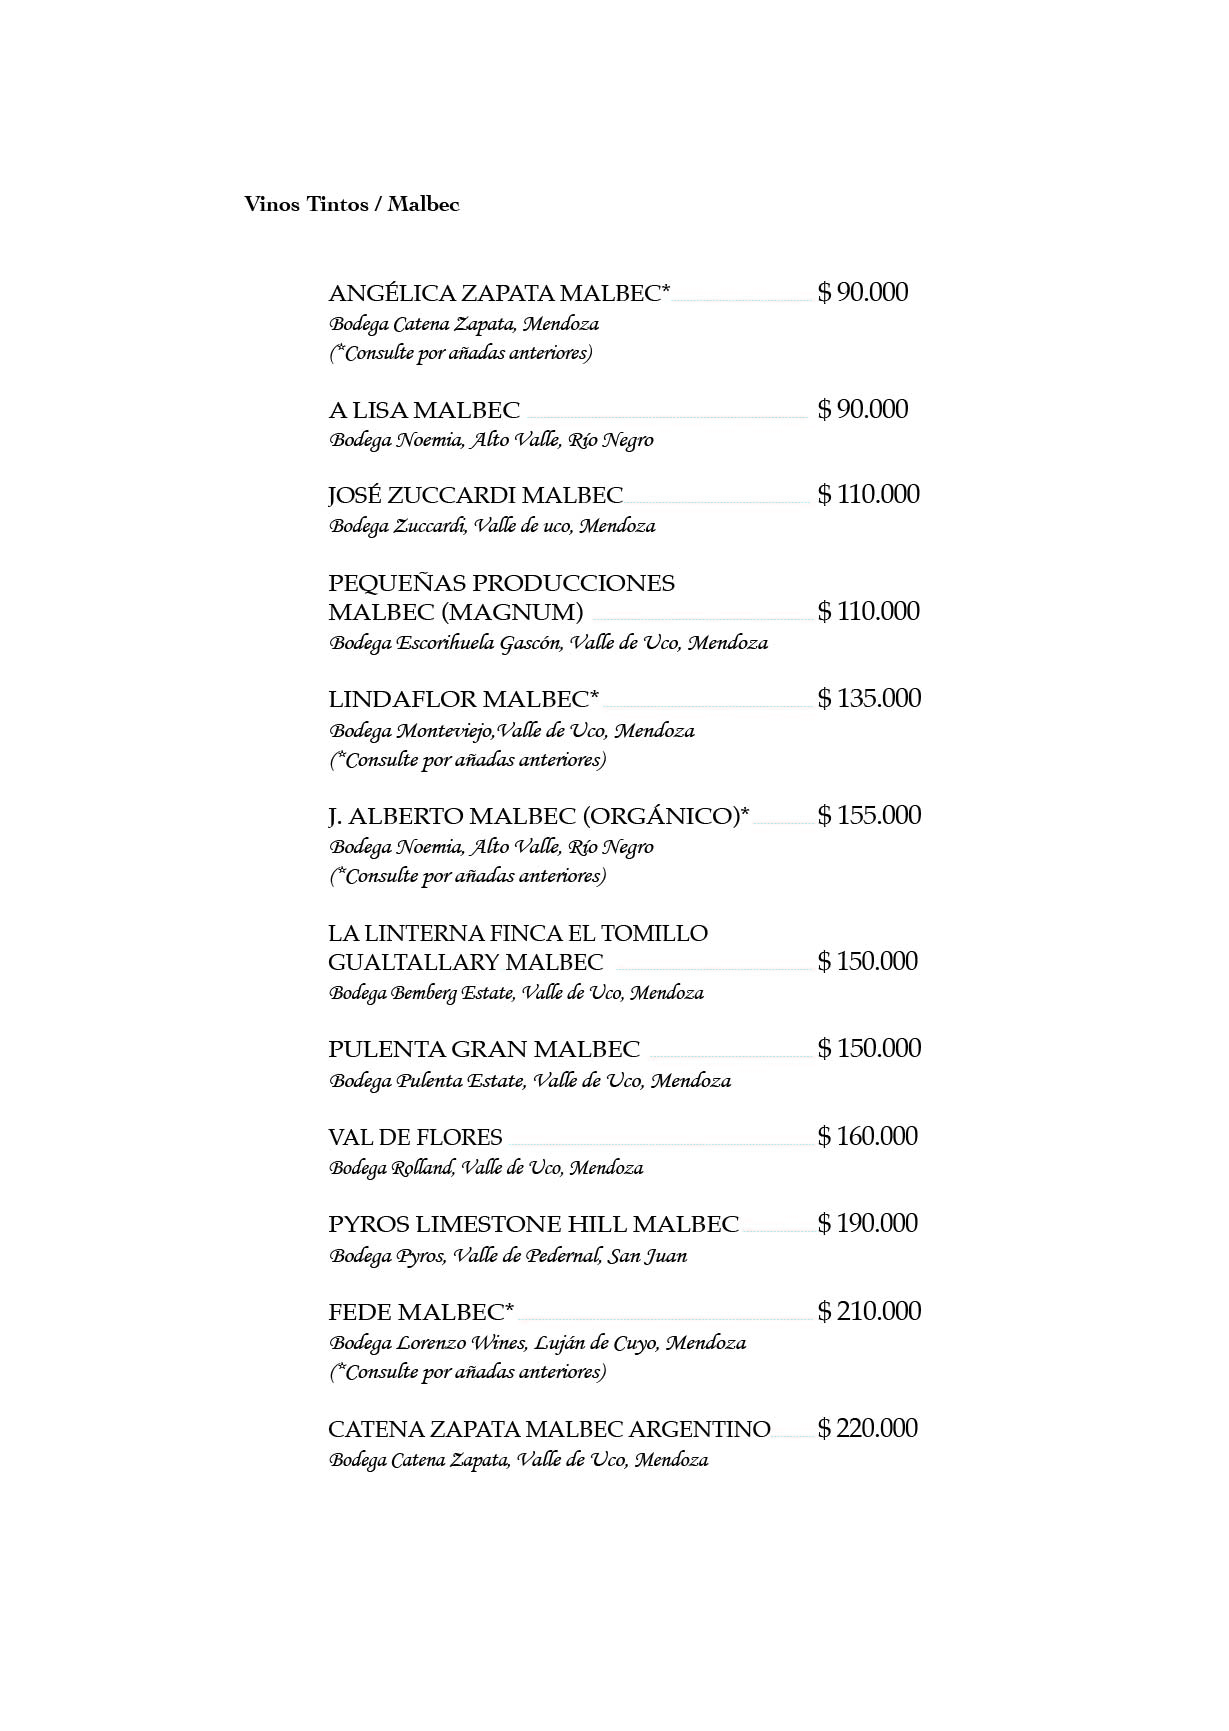 Vinos Tintos / Malbec
ANGÉLICA ZAPATA MALBEC* $ 90.000
Bodega Catena Zapata, Mendoza
(*Consulte por añadas anteriores)
A LISA MALBEC $ 90.000
Bodega Noemia, Alto Valle, Río Negro
JOSÉ ZUCCARDI MALBEC $ 110.000
Bodega Zuccardi, Valle de uco, Mendoza
PEQUEÑAS PRODUCCIONES
MALBEC (MAGNUM) $ 110.000
Bodega Escorihuela Gascón, Valle de Uco, Mendoza
LINDAFLOR MALBEC* $ 135.000
Bodega Monteviejo,Valle de Uco, Mendoza
(*Consulte por añadas anteriores)
J. ALBERTO MALBEC (ORGÁNICO)* $ 155.000
Bodega Noemia, Alto Valle, Río Negro
(*Consulte por añadas anteriores)
LA LINTERNA FINCA EL TOMILLO
GUALTALLARY MALBEC $ 150.000
Bodega Bemberg Estate, Valle de Uco, Mendoza
PULENTA GRAN MALBEC $ 150.000
Bodega Pulenta Estate, Valle de Uco, Mendoza
VAL DE FLORES $ 160.000
Bodega Rolland, Valle de Uco, Mendoza
PYROS LIMESTONE HILL MALBEC $ 190.000
Bodega Pyros, Valle de Pedernal, San Juan
FEDE MALBEC* $ 210.000
Bodega Lorenzo Wines, Luján de Cuyo, Mendoza
(*Consulte por añadas anteriores)
CATENA ZAPATA MALBEC ARGENTINO $ 220.000
Bodega Catena Zapata, Valle de Uco, Mendoza